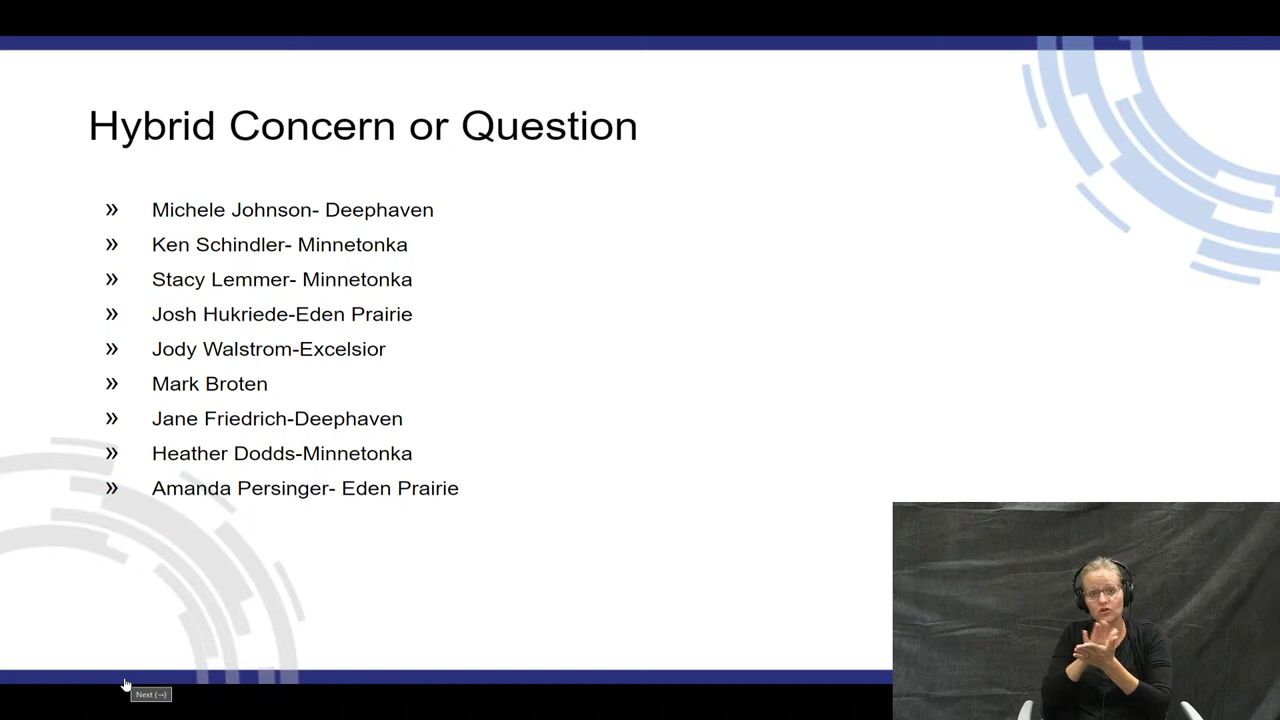 Hybrid Concern or Question
» Michele Johnson- Deephaven
» Ken Schindler- Minnetonka
» Stacy Lemmer- Minnetonka
» Josh Hukriede-Eden Prairie
» Jody Walstrom-Excelsior
» Mark Broten
» Jane Friedrich-Deephaven
» Heather Dodds-Minnetonka
» Amanda Persinger- Eden Prairie
Next (→)